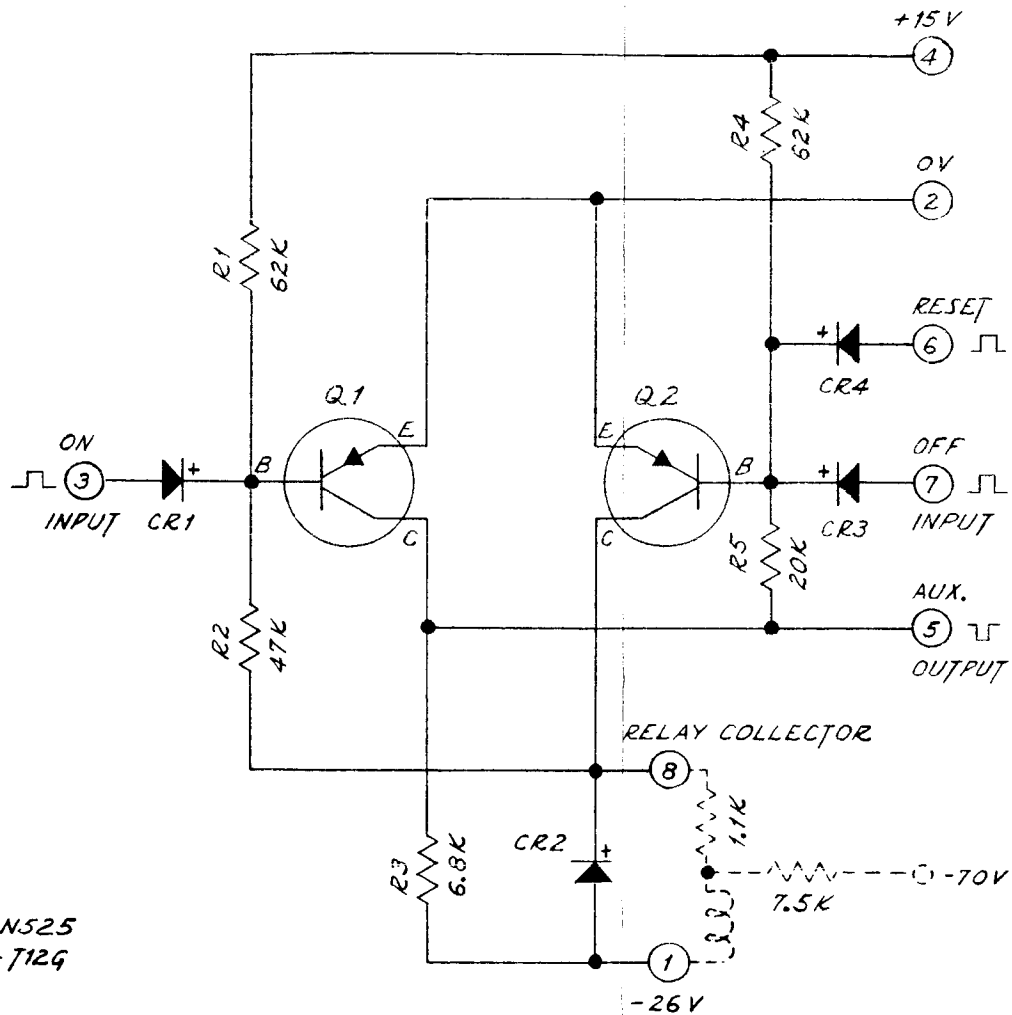 +15V
4
R4
62K
0V
2
R1
62K
RESET
6
CR4
Q1
Q2
ON
3
INPUT
CR1
B
E
C
E
B
C
OFF
7
INPUT
CR3
R5
20K
AUX.
5
OUTPUT
R2
47K
RELAY COLLECTOR
8
1.1K
CR2
R3
6.8K
-70V
7.5K
N525
T12G
1
-26V
+
+
+
+